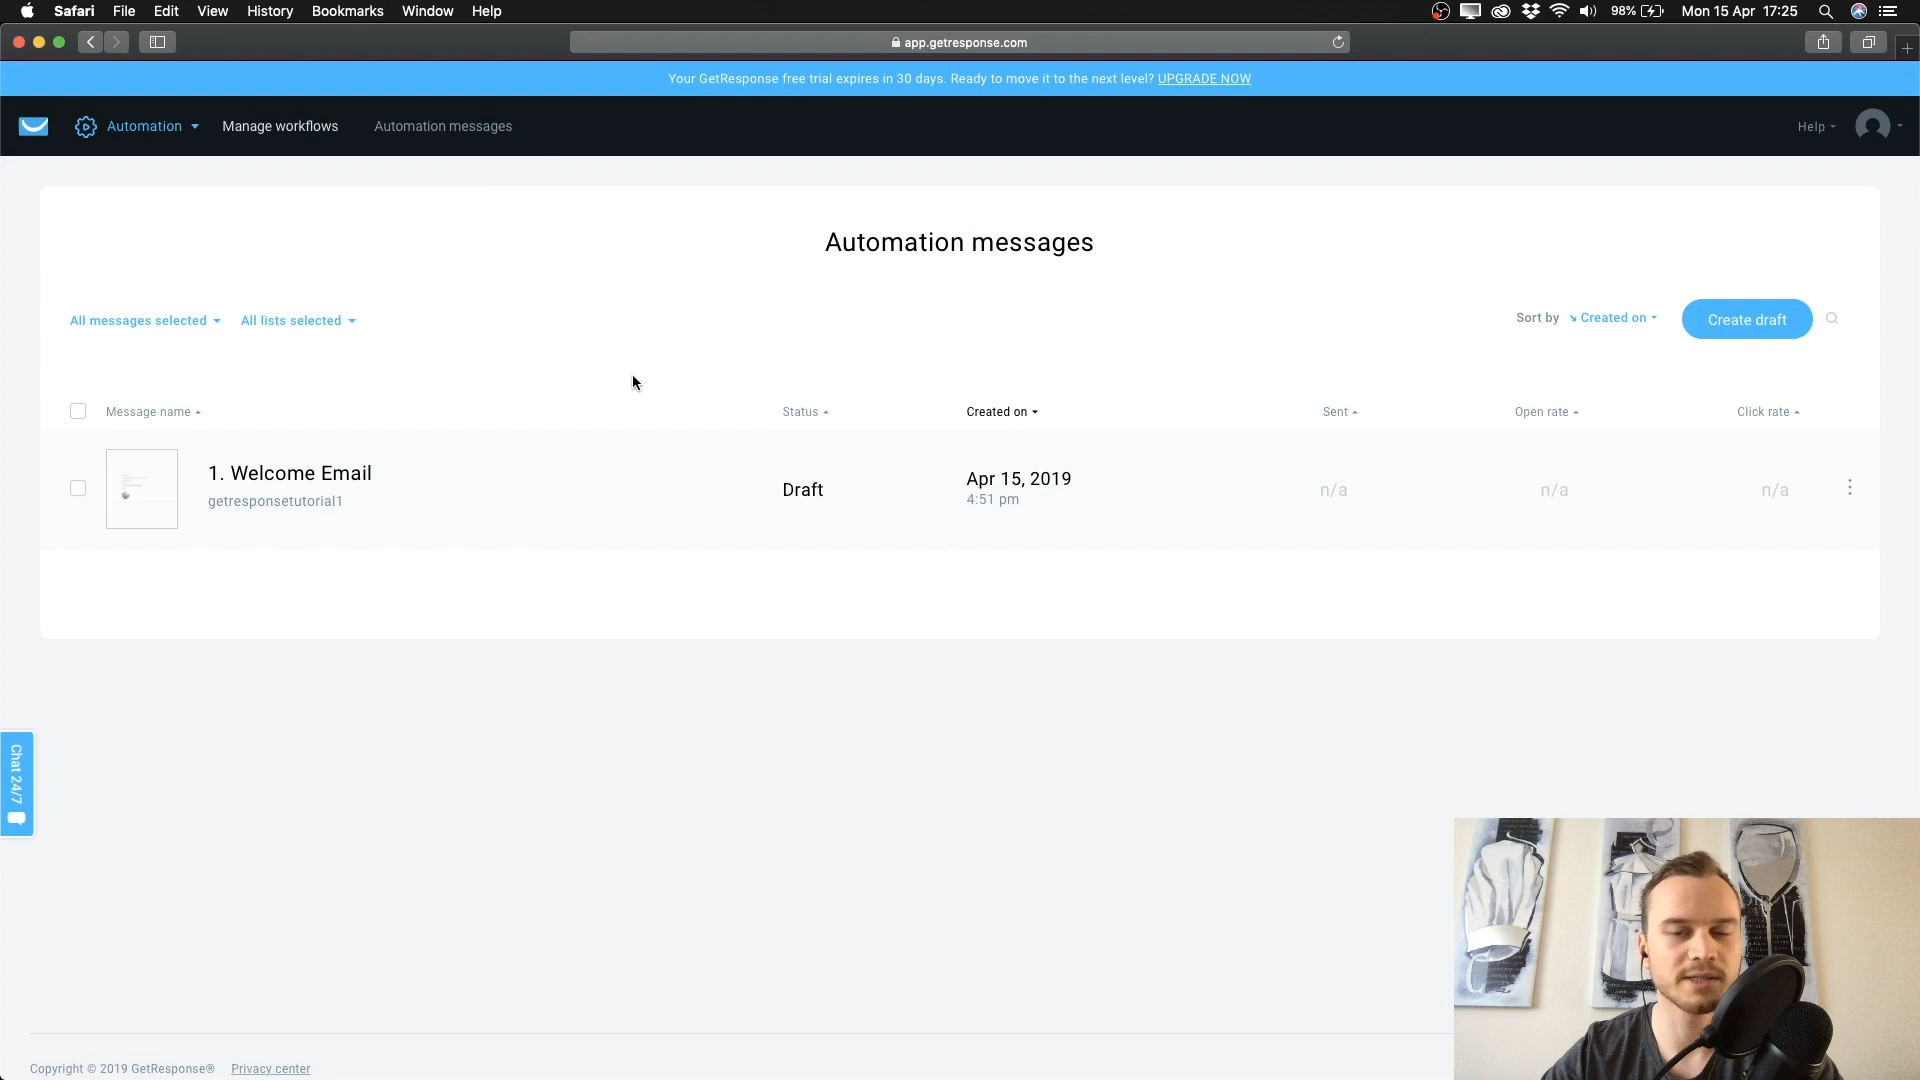 Safari File Edit View History Bookmarks Window Help 98% Mon 15 Apr 17:25
app.getresponse.com
Your GetResponse free trial expires in 30 days. Ready to move it to the next level? UPGRADE NOW
Automation Manage workflows Automation messages Help
Automation messages
All messages selected All lists selected Sort by Created on Create draft
Message name Status Created on Sent Open rate Click rate
1. Welcome Email
getresponsetutorial1
Draft
Apr 15, 2019
4:51 pm
n/a n/a n/a
Chat 24/7
Copyright © 2019 GetResponse® Privacy center